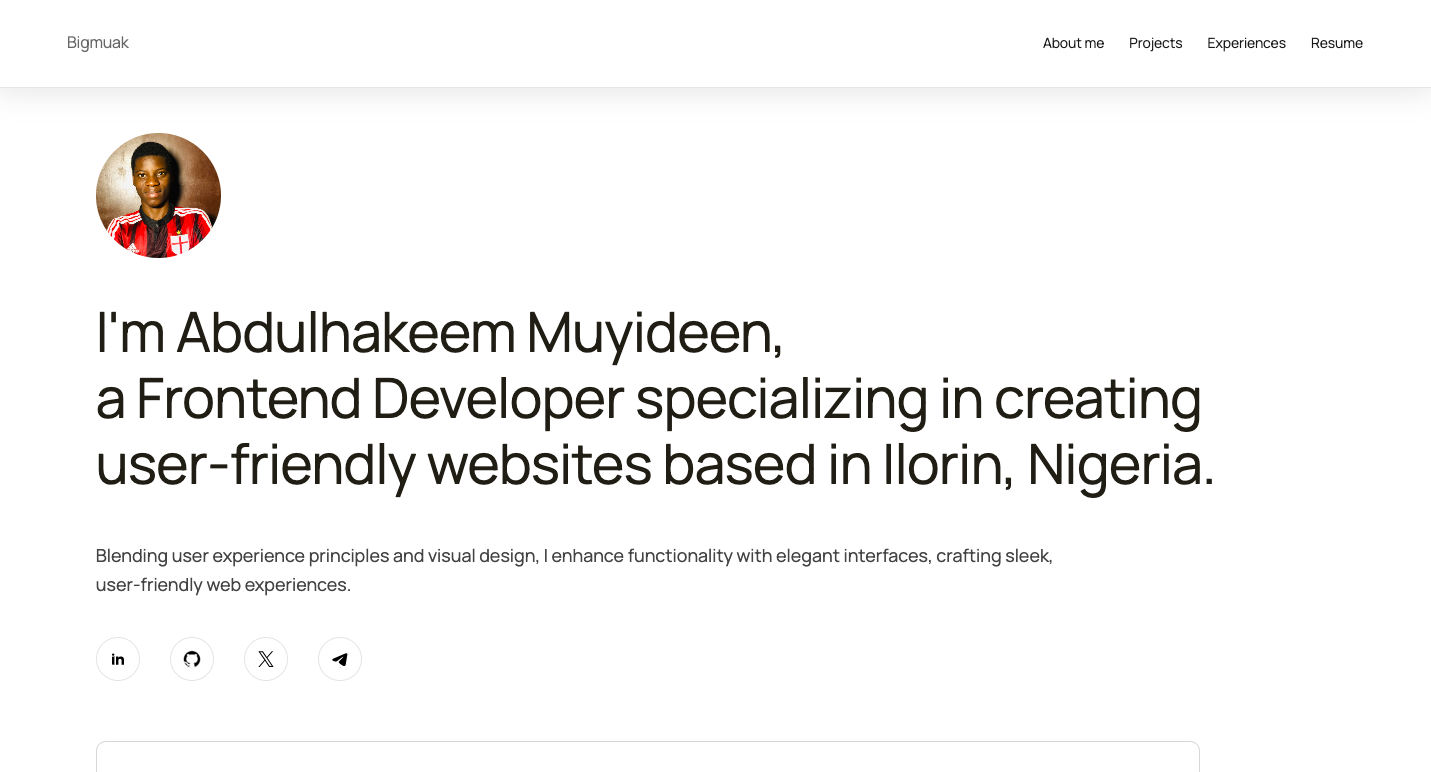 Bigmuak
About me
Projects
Experiences
Resume
I'm Abdulhakeem Muyideen,
a Frontend Developer specializing in creating
user-friendly websites based in Ilorin, Nigeria.
Blending user experience principles and visual design, I enhance functionality with elegant interfaces, crafting sleek,
user-friendly web experiences.
in